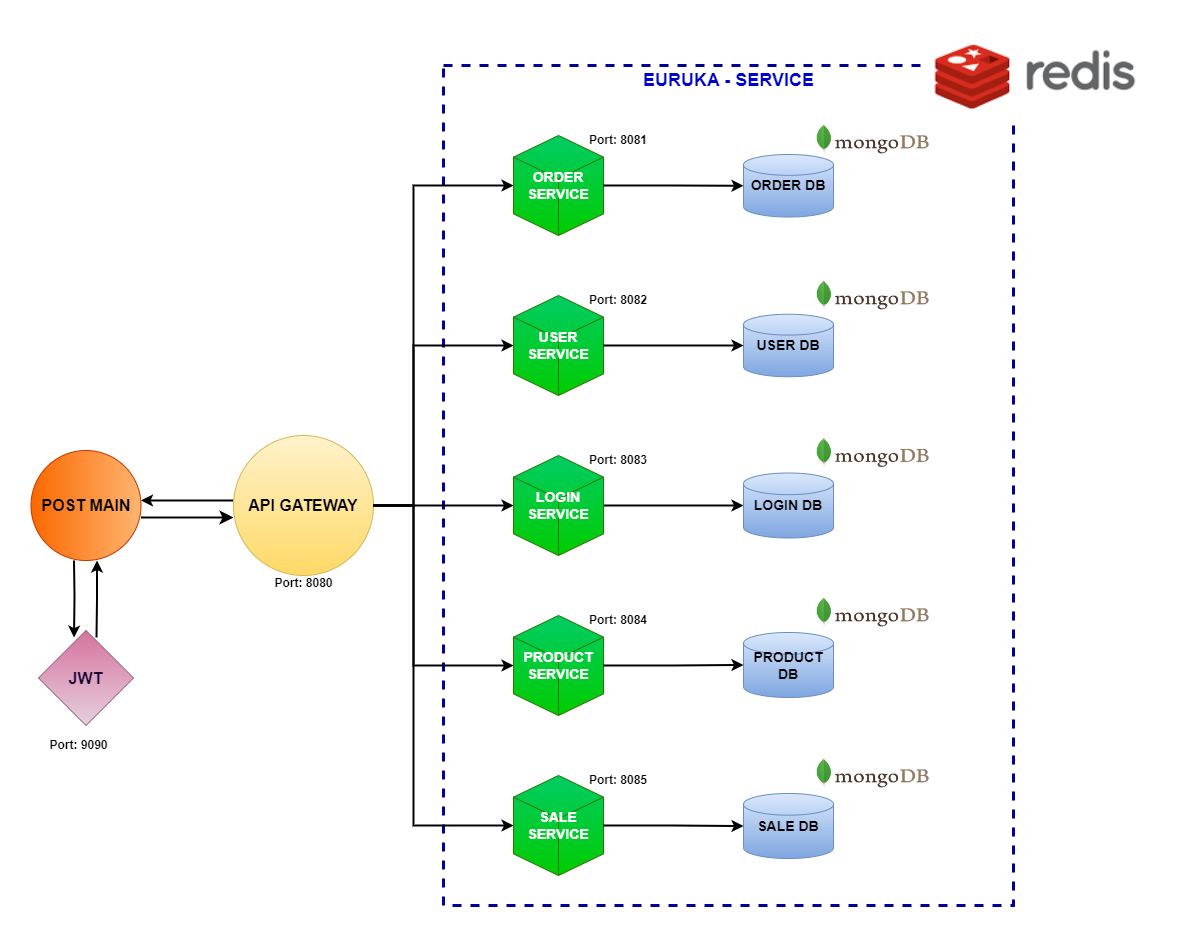 redis
EURUKA - SERVICE
Port: 8081
mongoDB
ORDER
SERVICE
ORDER DB
Port: 8082
mongoDB
USER
SERVICE
USER DB
Port: 8083
mongoDB
LOGIN
SERVICE
LOGIN DB
POST MAIN
API GATEWAY
Port: 8080
Port: 8084
mongoDB
PRODUCT
SERVICE
PRODUCT
DB
JWT
Port: 9090
Port: 8085
mongoDB
SALE
SERVICE
SALE DB